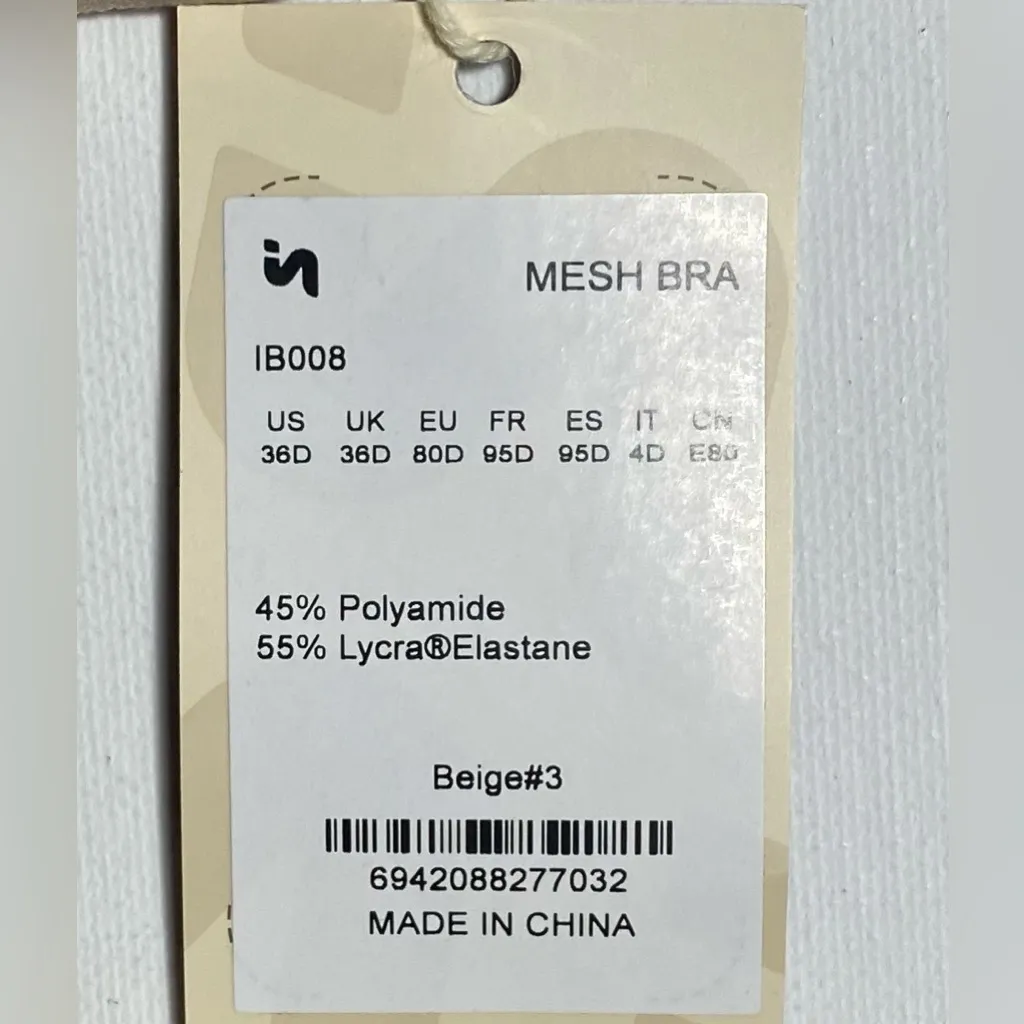 in
MESH BRA
IB008
US UK EU FR ES IT CN
36D 36D 80D 95D 95D 4D E80
45% Polyamide
55% Lycra®Elastane
Beige#3
6942088277032
MADE IN CHINA